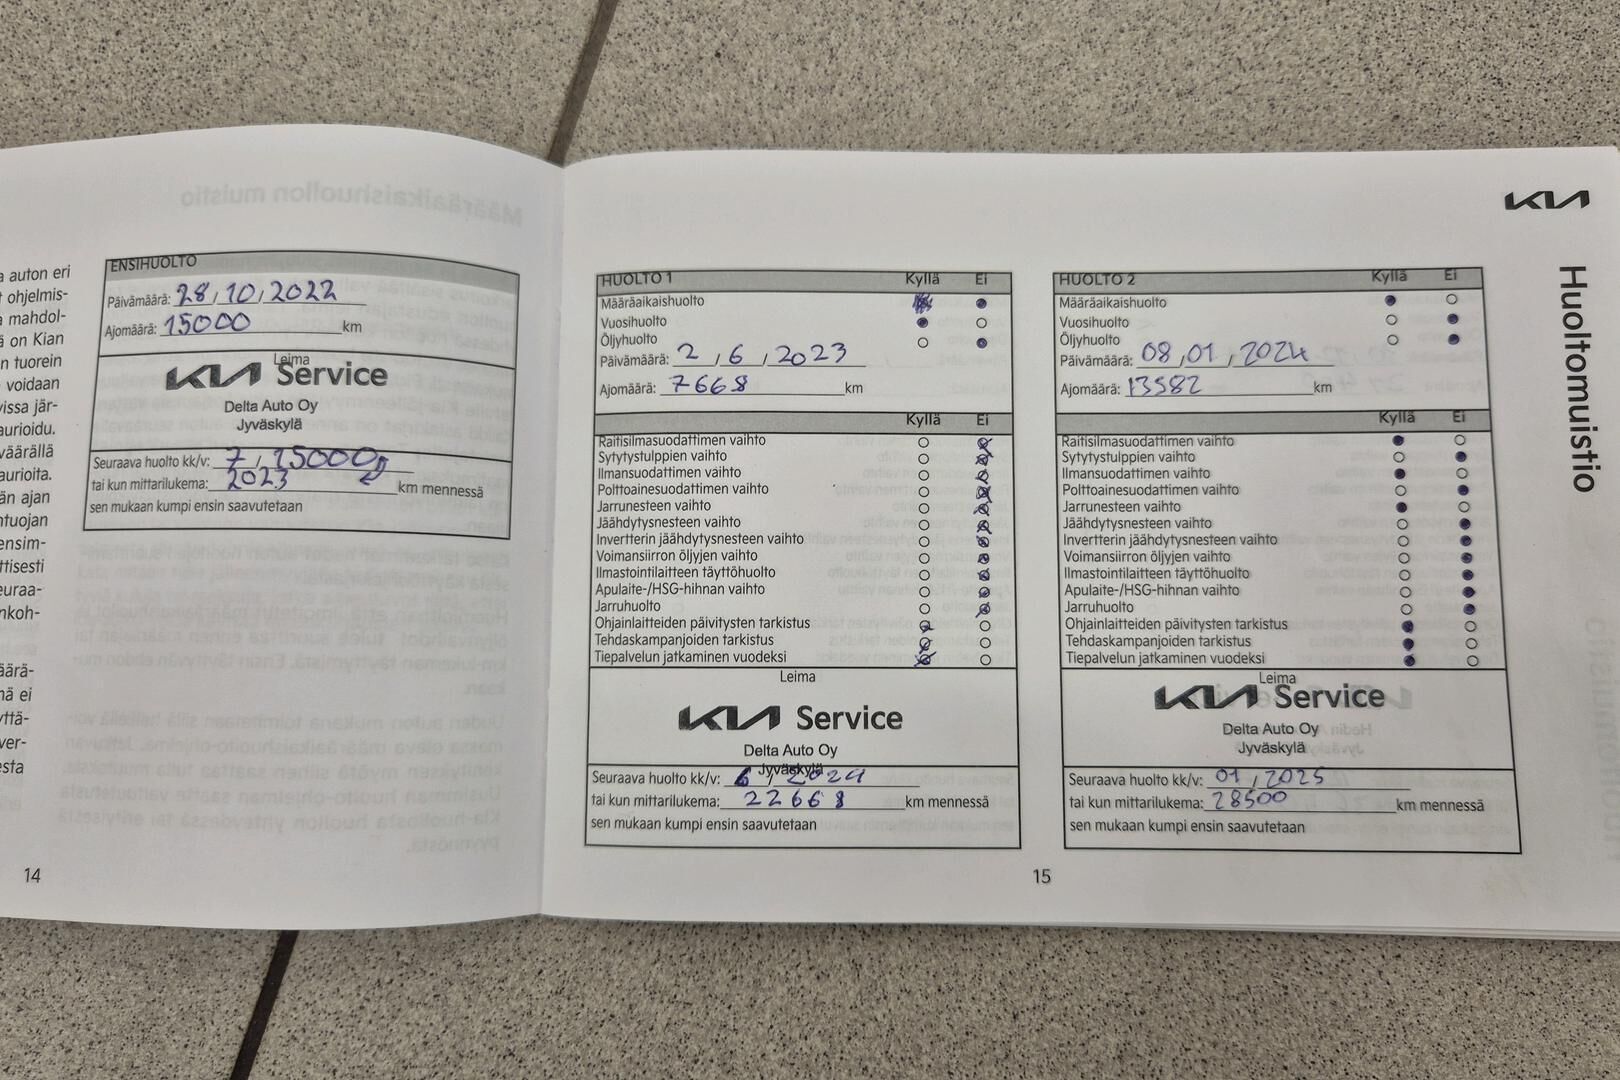 a auton eri
ohjelmis-
a mahdol-
ä on Kian
n tuorein
voidaan
vissa jär-
aurioidu.
väärällä
aurioita.
än ajan
ntuojan
ensim-
ttisesti
euraa-
nkoh-
äärä-
nä ei
yttä-
ver-
esta
14
ENSIHUOLTO
Päivämäärä: 28, 10, 2022
Ajomäärä: 15000 km
Leima
KIA Service
Delta Auto Oy
Jyväskylä
Seuraava huolto kk/v: 7, 15000
tai kun mittarilukema: 2023 km mennessä
sen mukaan kumpi ensin saavutetaan
HUOLTO 1 Kyllä Ei
Määräaikaishuolto
Vuosihuolto
Öljyhuolto
Päivämäärä: 2, 6, 2023
Ajomäärä: 7668 km
Kyllä Ei
Raitisilmasuodattimen vaihto
Sytytystulppien vaihto
Ilmansuodattimen vaihto
Polttoainesuodattimen vaihto
Jarrunesteen vaihto
Jäähdytysnesteen vaihto
Invertterin jäähdytysnesteen vaihto
Voimansiirron öljyjen vaihto
Ilmastointilaitteen täyttöhuolto
Apulaite-/HSG-hihnan vaihto
Jarruhuolto
Ohjainlaitteiden päivitysten tarkistus
Tehdaskampanjoiden tarkistus
Tiepalvelun jatkaminen vuodeksi
Leima
KIA Service
Delta Auto Oy
Jyväskylä
Seuraava huolto kk/v: 6, 2024
tai kun mittarilukema: 22668 km mennessä
sen mukaan kumpi ensin saavutetaan
HUOLTO 2 Kyllä Ei
Määräaikaishuolto
Vuosihuolto
Öljyhuolto
Päivämäärä: 08, 01, 2024
Ajomäärä: 13582 km
Kyllä Ei
Raitisilmasuodattimen vaihto
Sytytystulppien vaihto
Ilmansuodattimen vaihto
Polttoainesuodattimen vaihto
Jarrunesteen vaihto
Jäähdytysnesteen vaihto
Invertterin jäähdytysnesteen vaihto
Voimansiirron öljyjen vaihto
Ilmastointilaitteen täyttöhuolto
Apulaite-/HSG-hihnan vaihto
Jarruhuolto
Ohjainlaitteiden päivitysten tarkistus
Tehdaskampanjoiden tarkistus
Tiepalvelun jatkaminen vuodeksi
Leima
KIA Service
Delta Auto Oy
Jyväskylä
Seuraava huolto kk/v: 01, 2025
tai kun mittarilukema: 28500 km mennessä
sen mukaan kumpi ensin saavutetaan
15
KIA
Huoltomuistio